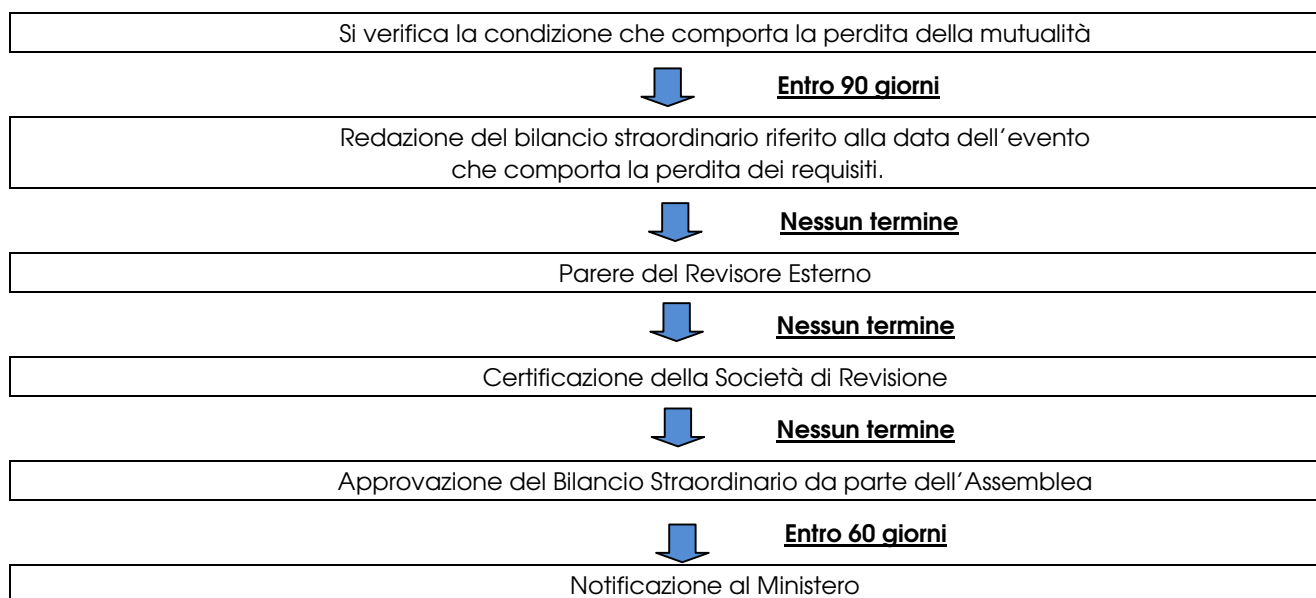 Si verifica la condizione che comporta la perdita della mutualità
Entro 90 giorni
Redazione del bilancio straordinario riferito alla data dell'evento
che comporta la perdita dei requisiti.
Nessun termine
Parere del Revisore Esterno
Nessun termine
Certificazione della Società di Revisione
Nessun termine
Approvazione del Bilancio Straordinario da parte dell'Assemblea
Entro 60 giorni
Notificazione al Ministero